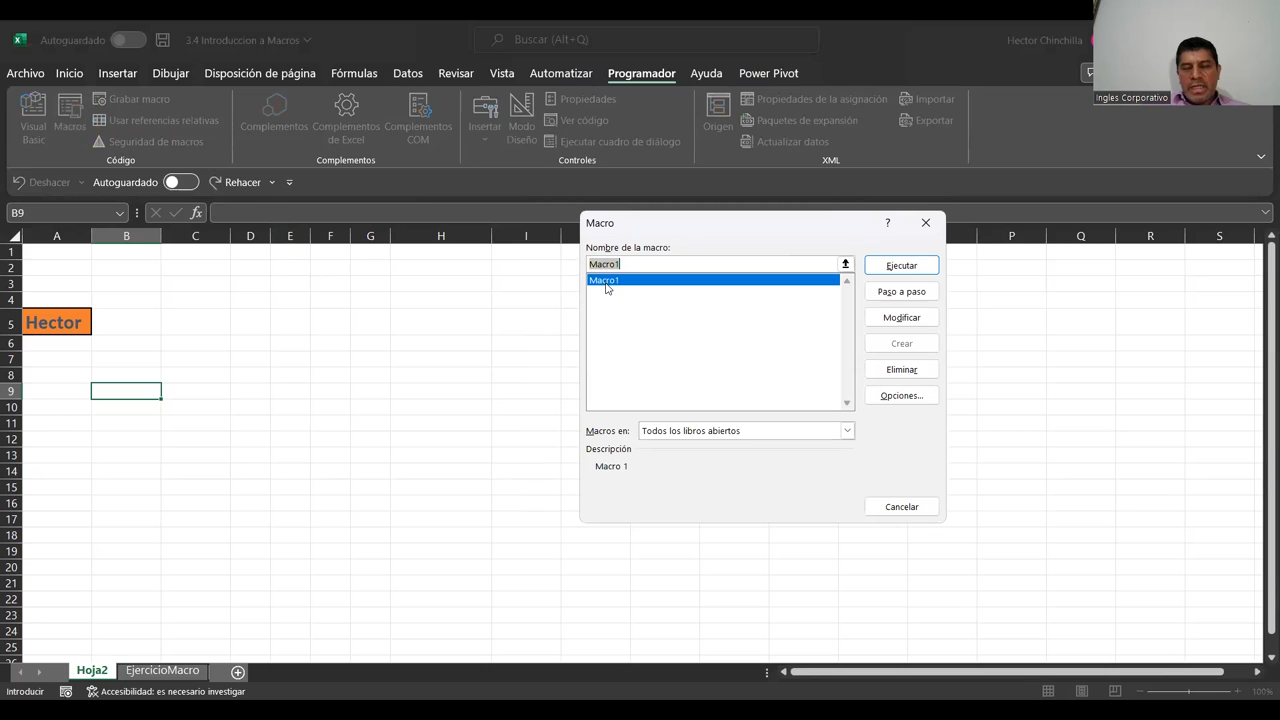 Autoguardado
3.4 Introduccion a Macros
Buscar (Alt+Q)
Hector Chinchilla
Ingles Corporativo
Archivo Inicio Insertar Dibujar Disposición de página Fórmulas Datos Revisar Vista Automatizar Programador Ayuda Power Pivot
Visual Basic
Macros
Grabar macro
Usar referencias relativas
Seguridad de macros
Código
Complementos
Complementos de Excel
Complementos COM
Complementos
Insertar
Modo Diseño
Propiedades
Ver código
Ejecutar cuadro de diálogo
Controles
Origen
Propiedades de la asignación
Paquetes de expansión
Actualizar datos
Importar
Exportar
XML
Deshacer Autoguardado Rehacer
B9
fx
A B C D E F G H I P Q R S
1
2
3
4
5 Hector
6
7
8
9
10
11
12
13
14
15
16
17
18
19
20
21
22
23
24
25
Macro
?
Nombre de la macro:
Macro1
Macro1
Ejecutar
Paso a paso
Modificar
Crear
Eliminar
Opciones...
Macros en: Todos los libros abiertos
Descripción
Macro 1
Cancelar
Hoja2 EjercicioMacro
Introducir Accesibilidad: es necesario investigar 100%